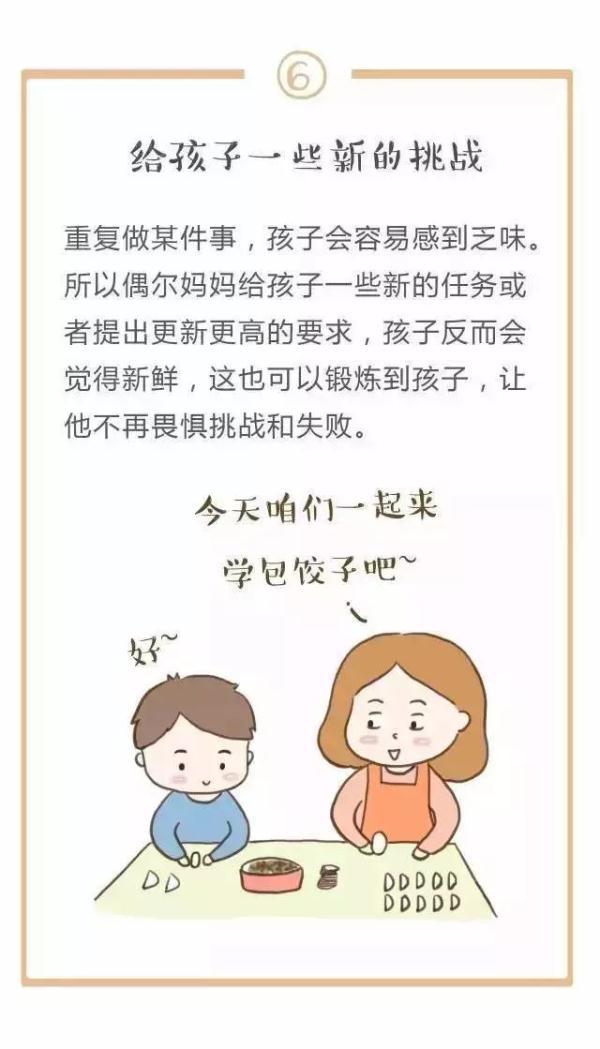 6
给孩子一些新的挑战
重复做某件事，孩子会容易感到乏味。
所以偶尔妈妈给孩子一些新的任务或
者提出更新更高的要求，孩子反而会
觉得新鲜，这也可以锻炼到孩子，让
他不再畏惧挑战和失败。
今天咱们一起来
学包饺子吧~
好~